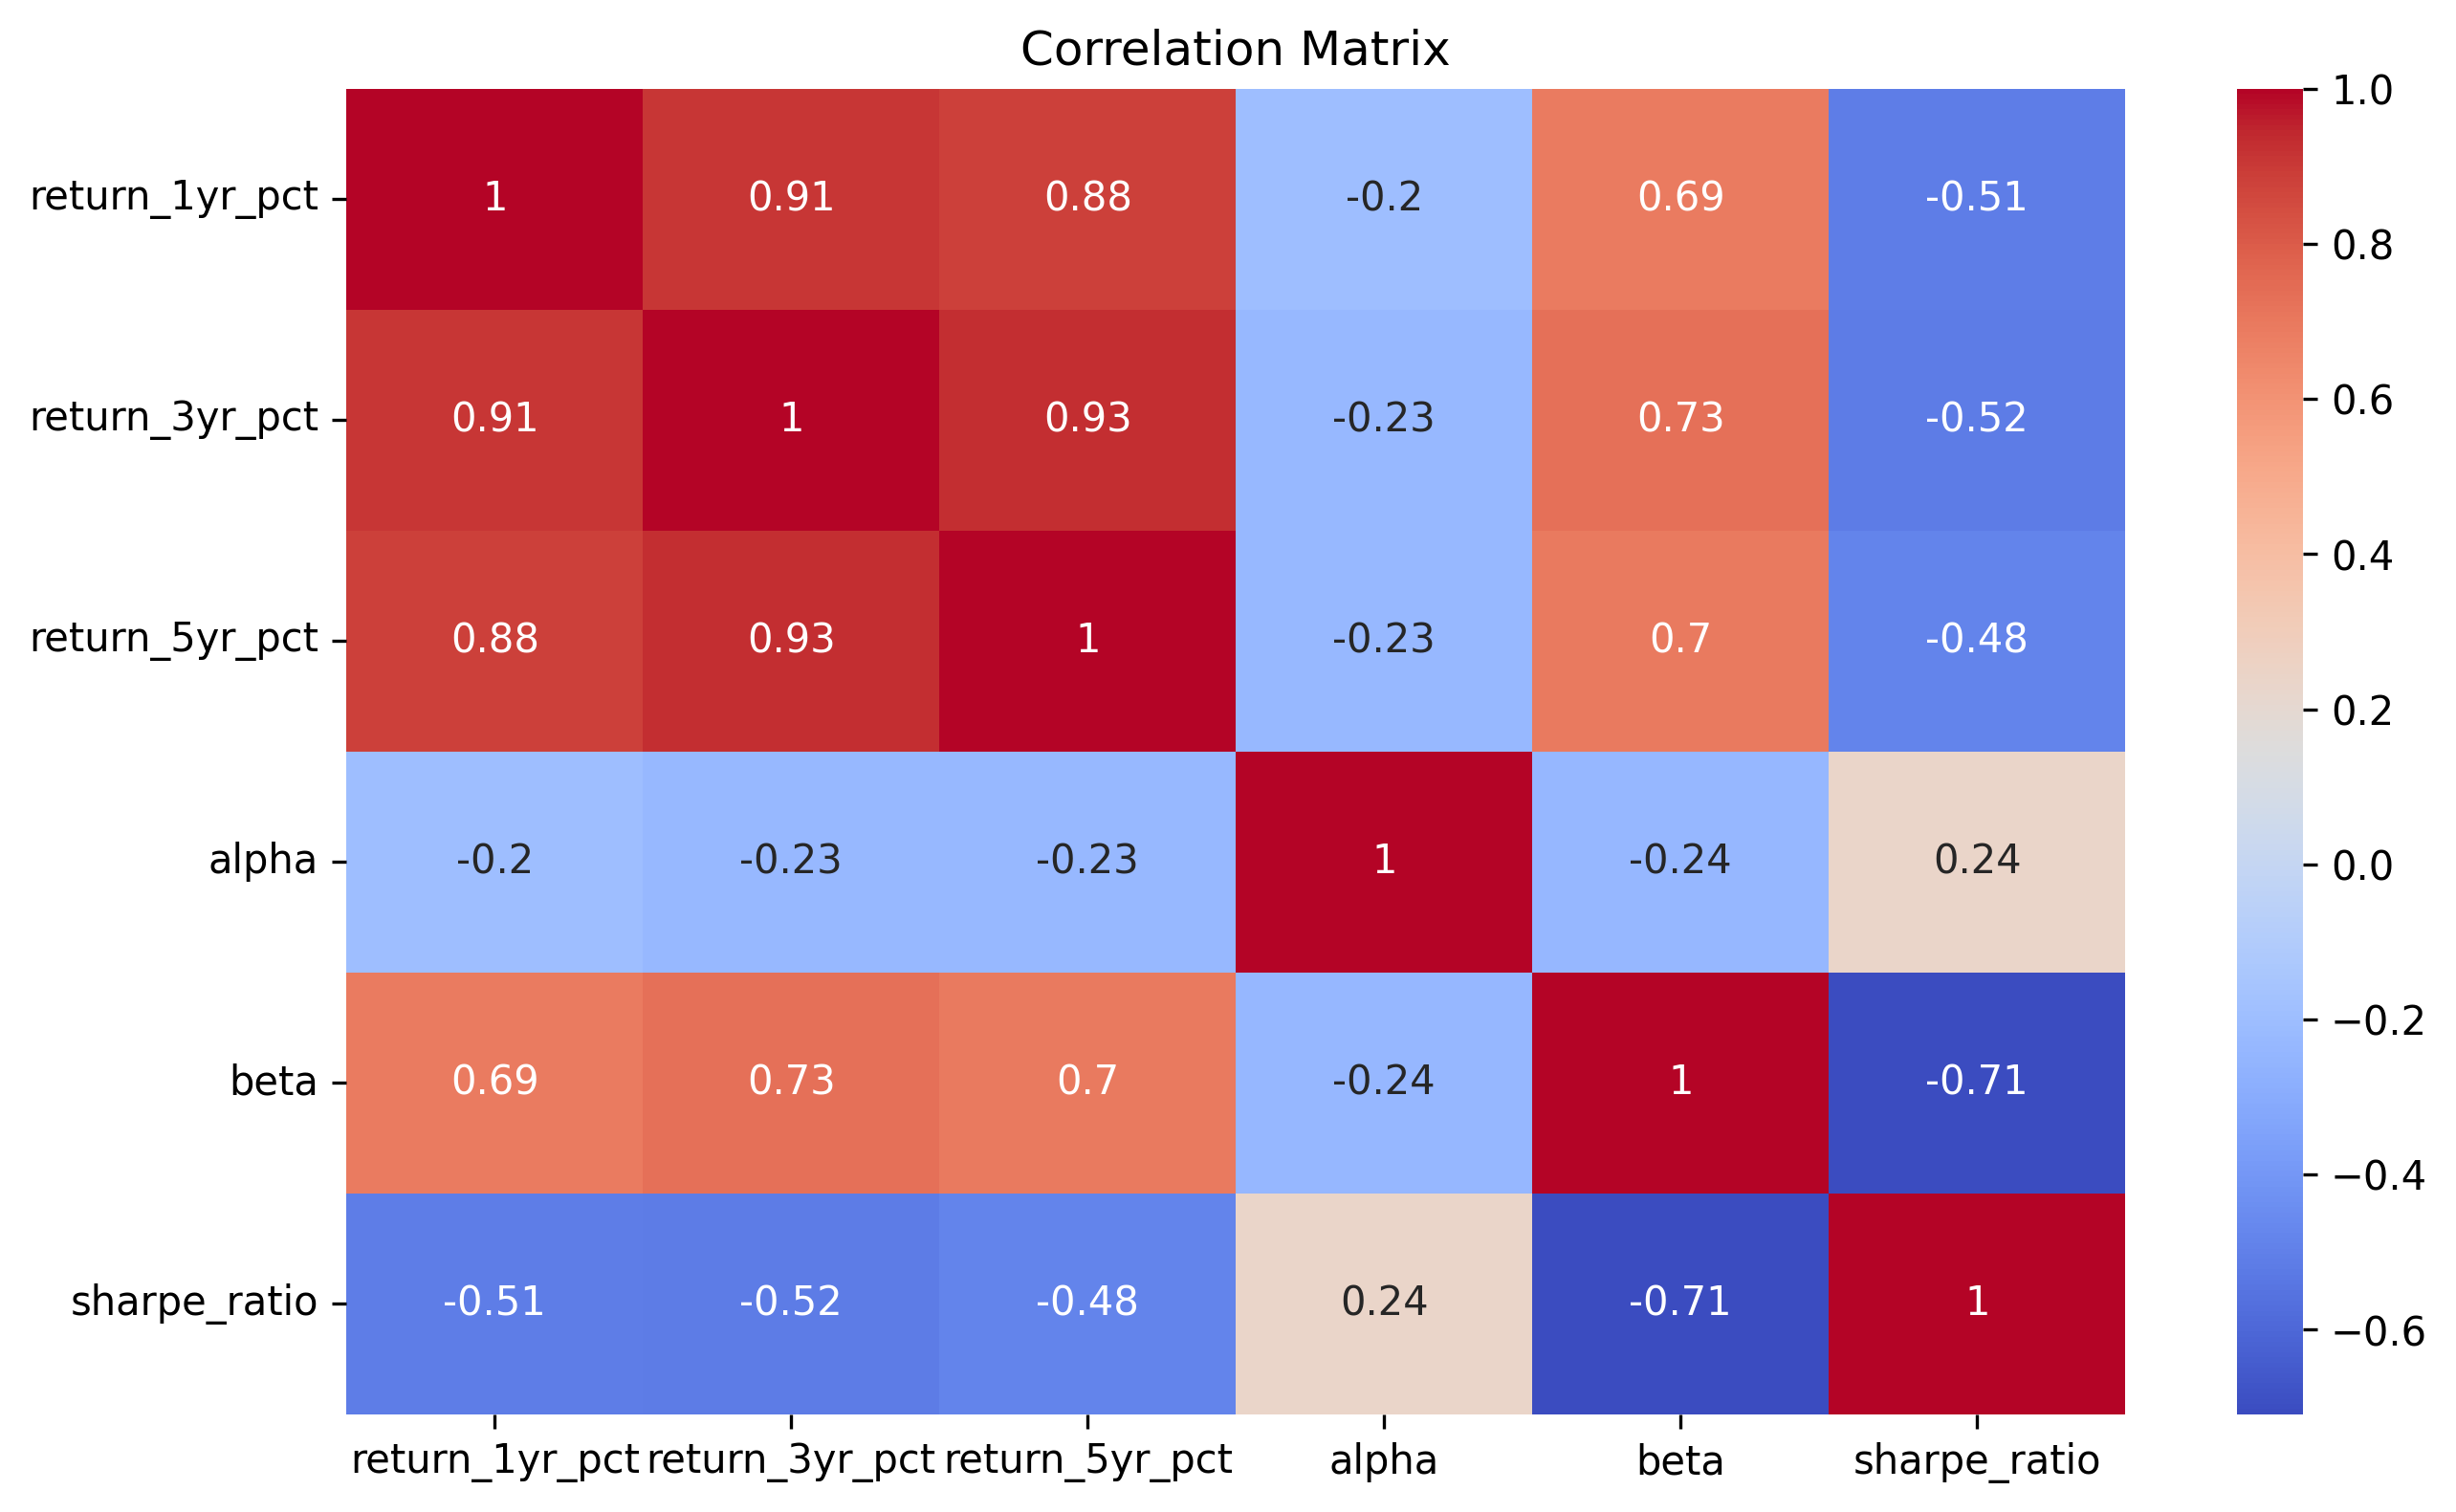 Correlation Matrix
return_1yr_pct 1 0.91 0.88 -0.2 0.69 -0.51
return_3yr_pct 0.91 1 0.93 -0.23 0.73 -0.52
return_5yr_pct 0.88 0.93 1 -0.23 0.7 -0.48
alpha -0.2 -0.23 -0.23 1 -0.24 0.24
beta 0.69 0.73 0.7 -0.24 1 -0.71
sharpe_ratio -0.51 -0.52 -0.48 0.24 -0.71 1
return_1yr_pct return_3yr_pct return_5yr_pct alpha beta sharpe_ratio
1.0
0.8
0.6
0.4
0.2
0.0
−0.2
−0.4
−0.6